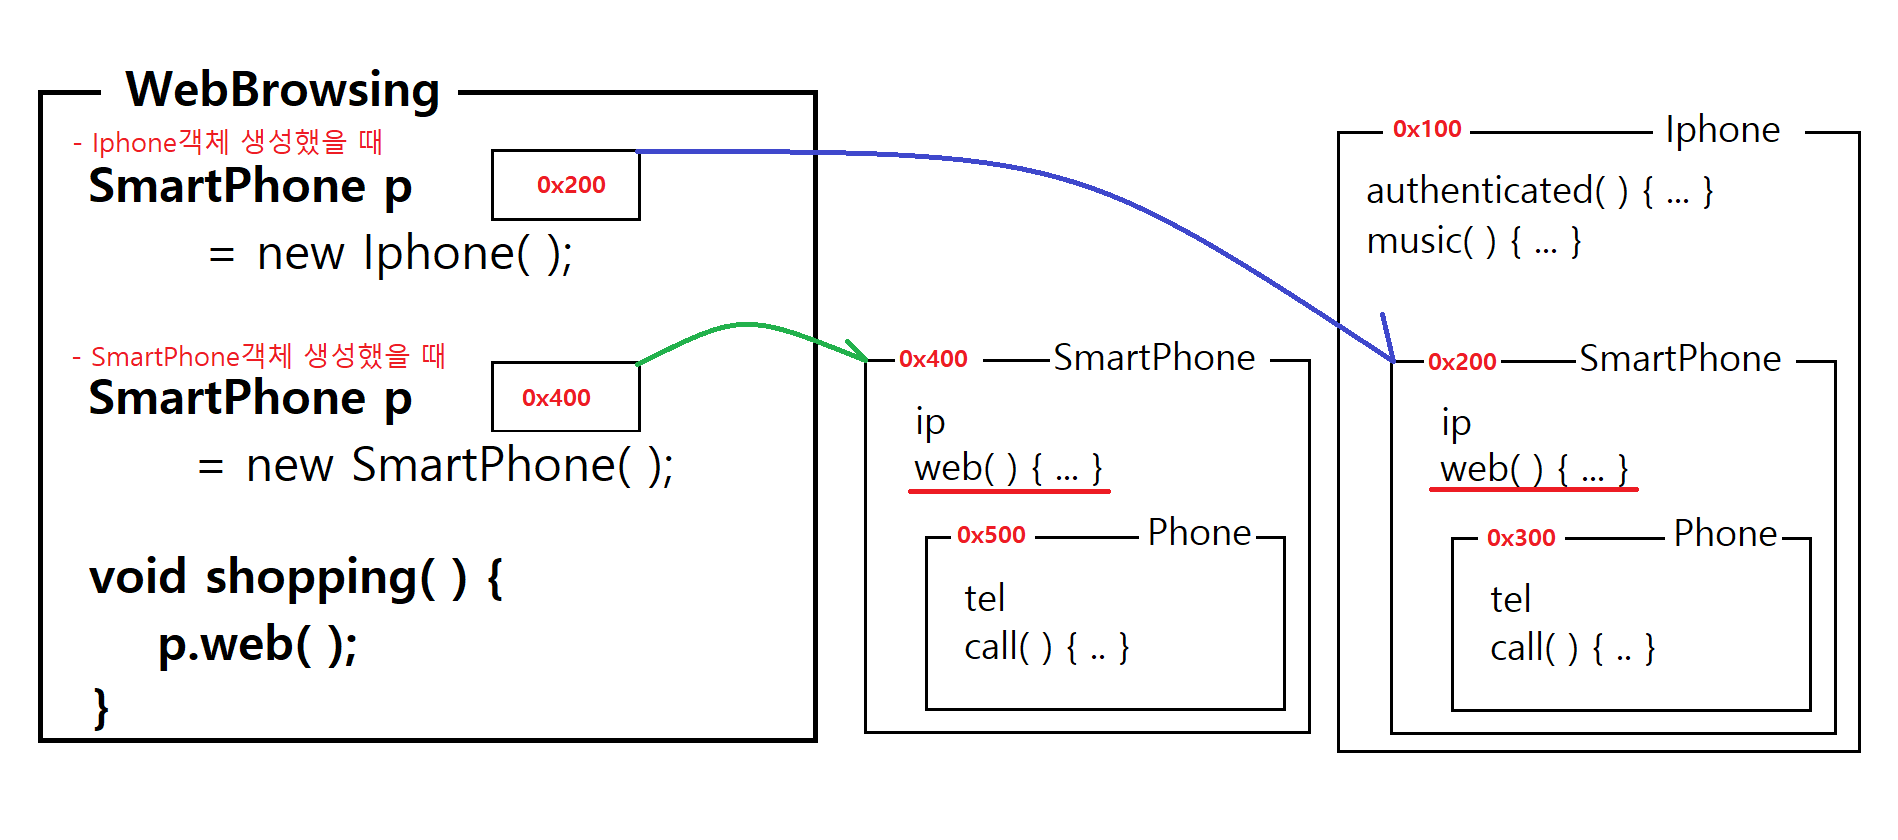 WebBrowsing
- Iphone객체 생성했을 때
SmartPhone p
0x200
= new Iphone( );
- SmartPhone객체 생성했을 때
SmartPhone p
0x400
= new SmartPhone( );
void shopping( ) {
p.web( );
}
0x400
SmartPhone
ip
web( ) { ... }
0x500
Phone
tel
call( ) { .. }
0x100
Iphone
authenticated( ) { ... }
music( ) { ... }
0x200
SmartPhone
ip
web( ) { ... }
0x300
Phone
tel
call( ) { .. }